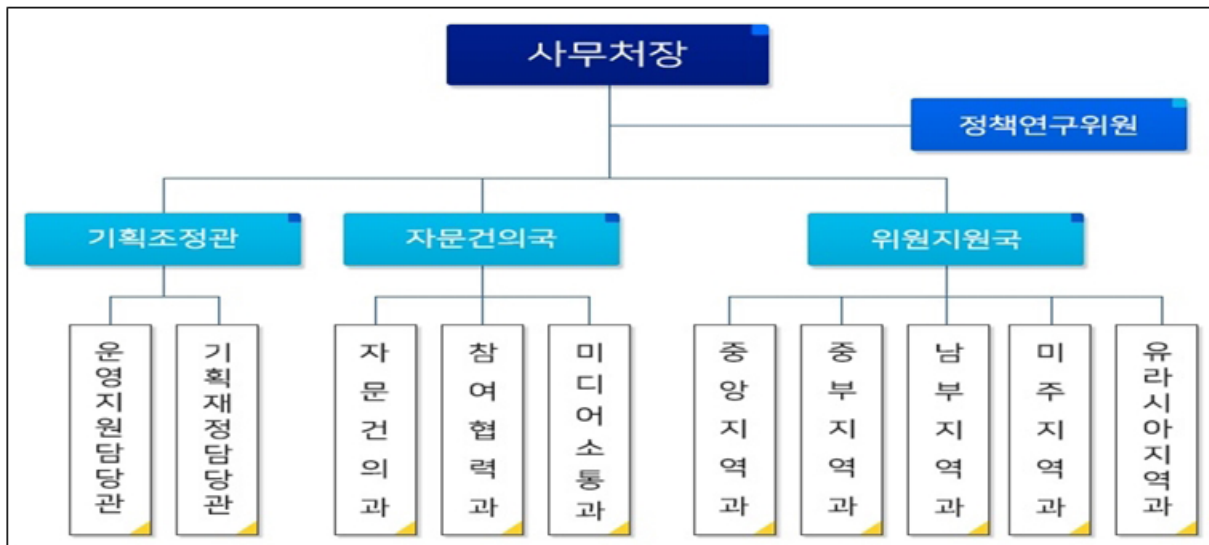 사무처장
정책연구위원
기획조정관
자문건의국
위원지원국
운영지원담당관
기획재정담당관
자문건의과
참여협력과
미디어소통과
중앙지역과
중부지역과
남부지역과
미주지역과
유라시아지역과